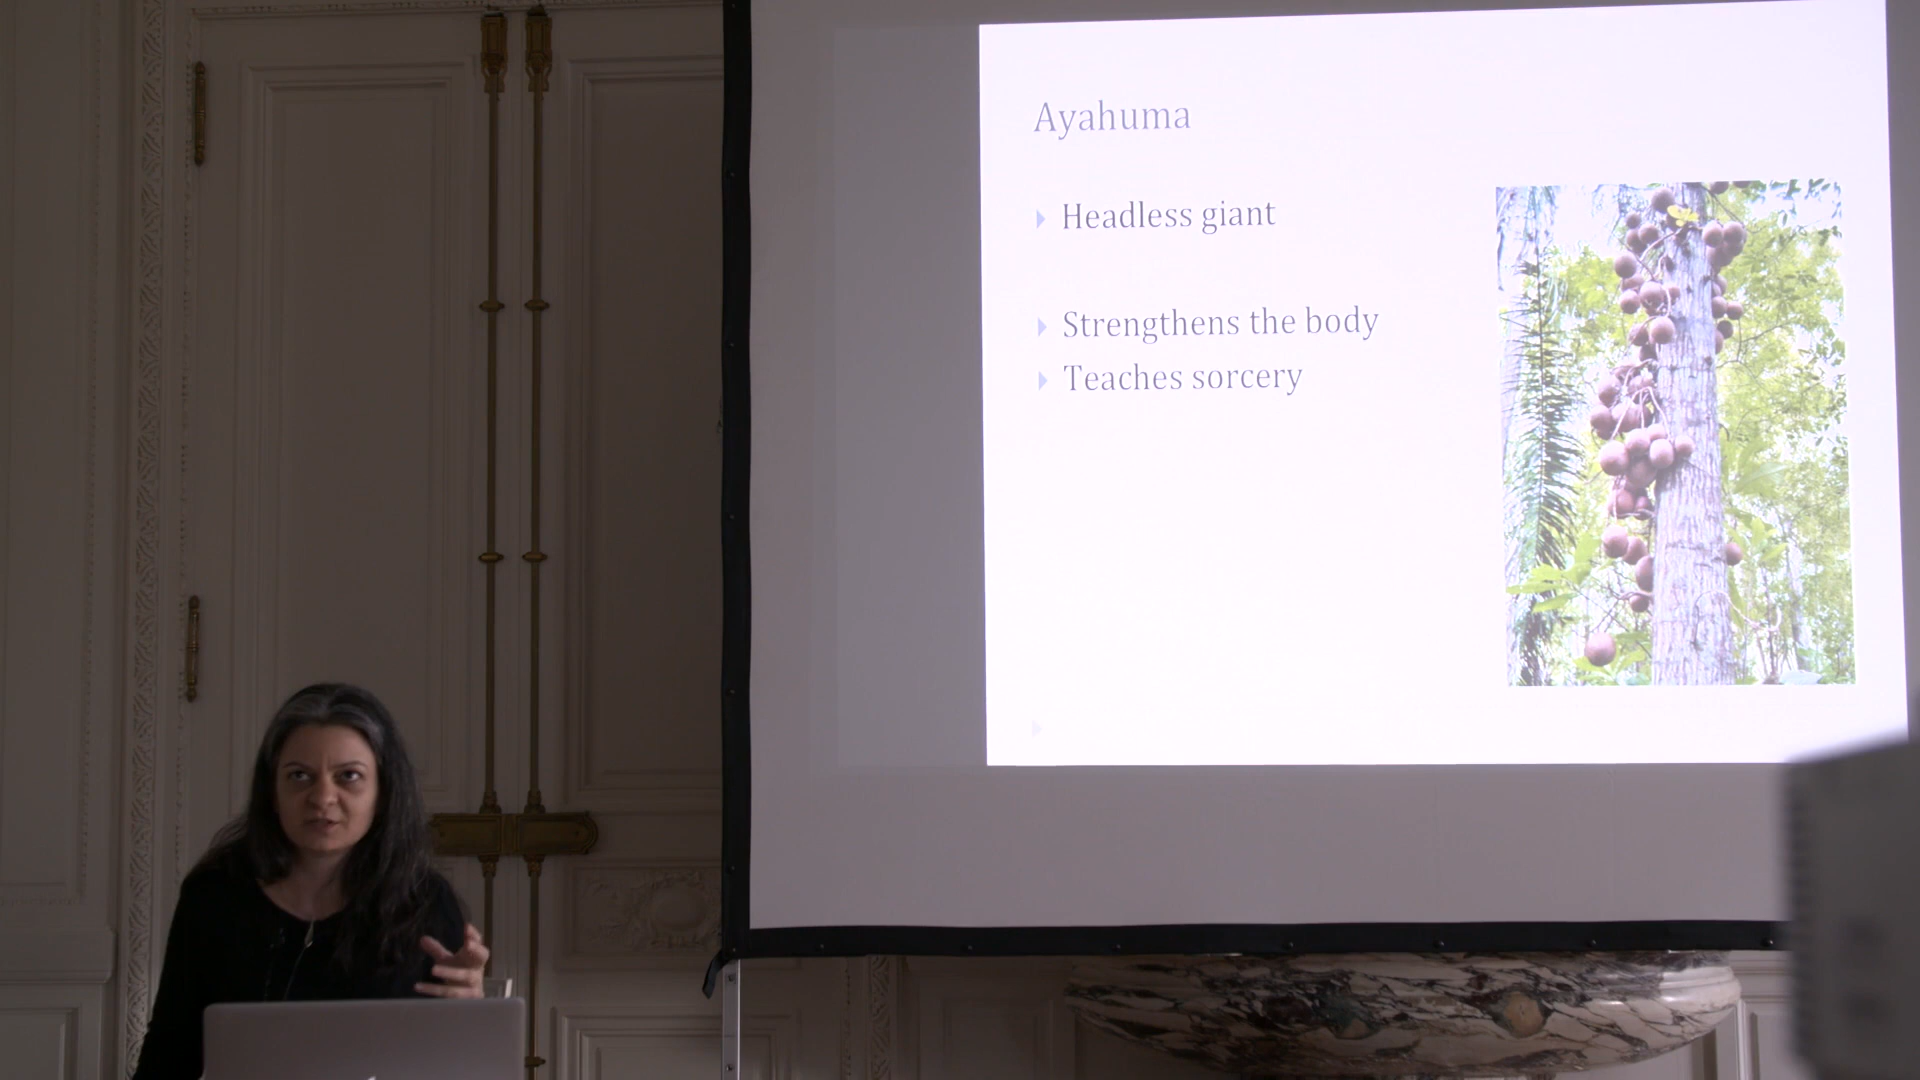 Ayahuma
Headless giant
Strengthens the body
Teaches sorcery